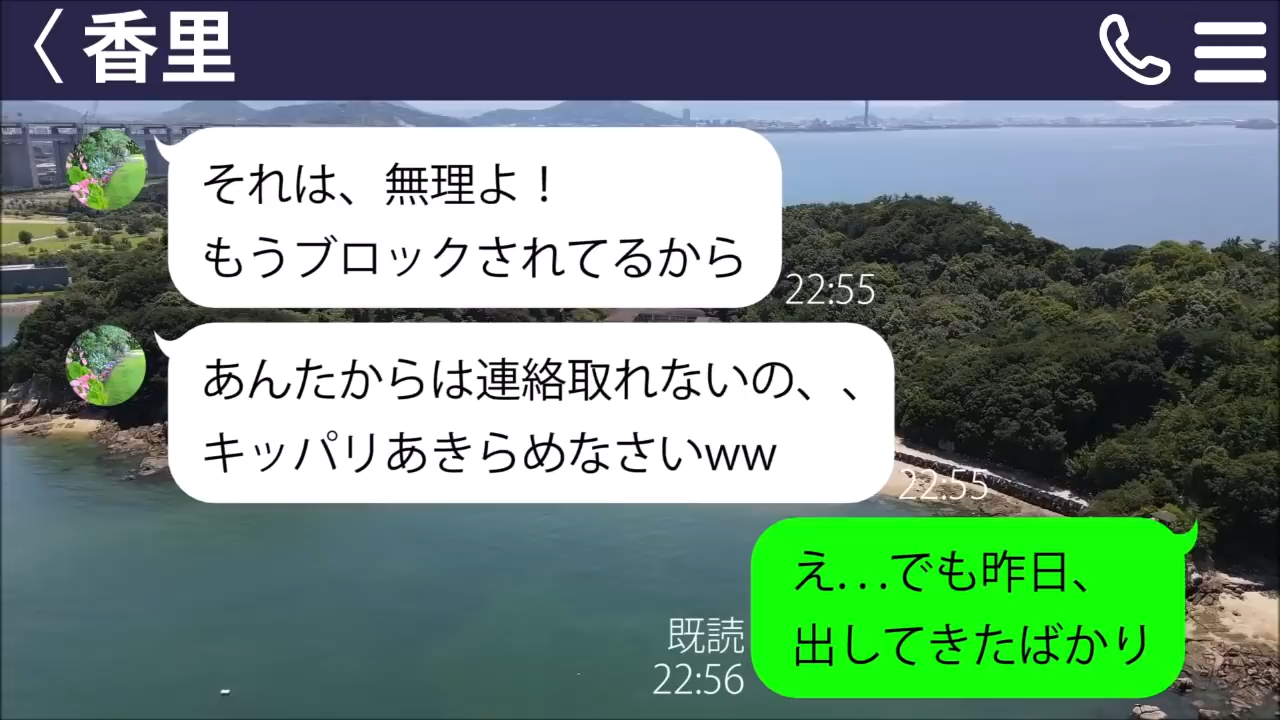 香里
それは、無理よ！
もうブロックされてるから
22:55
あんたからは連絡取れないの、、
キッパリあきらめなさいww
22:55
え...でも昨日、
出してきたばかり
既読
22:56